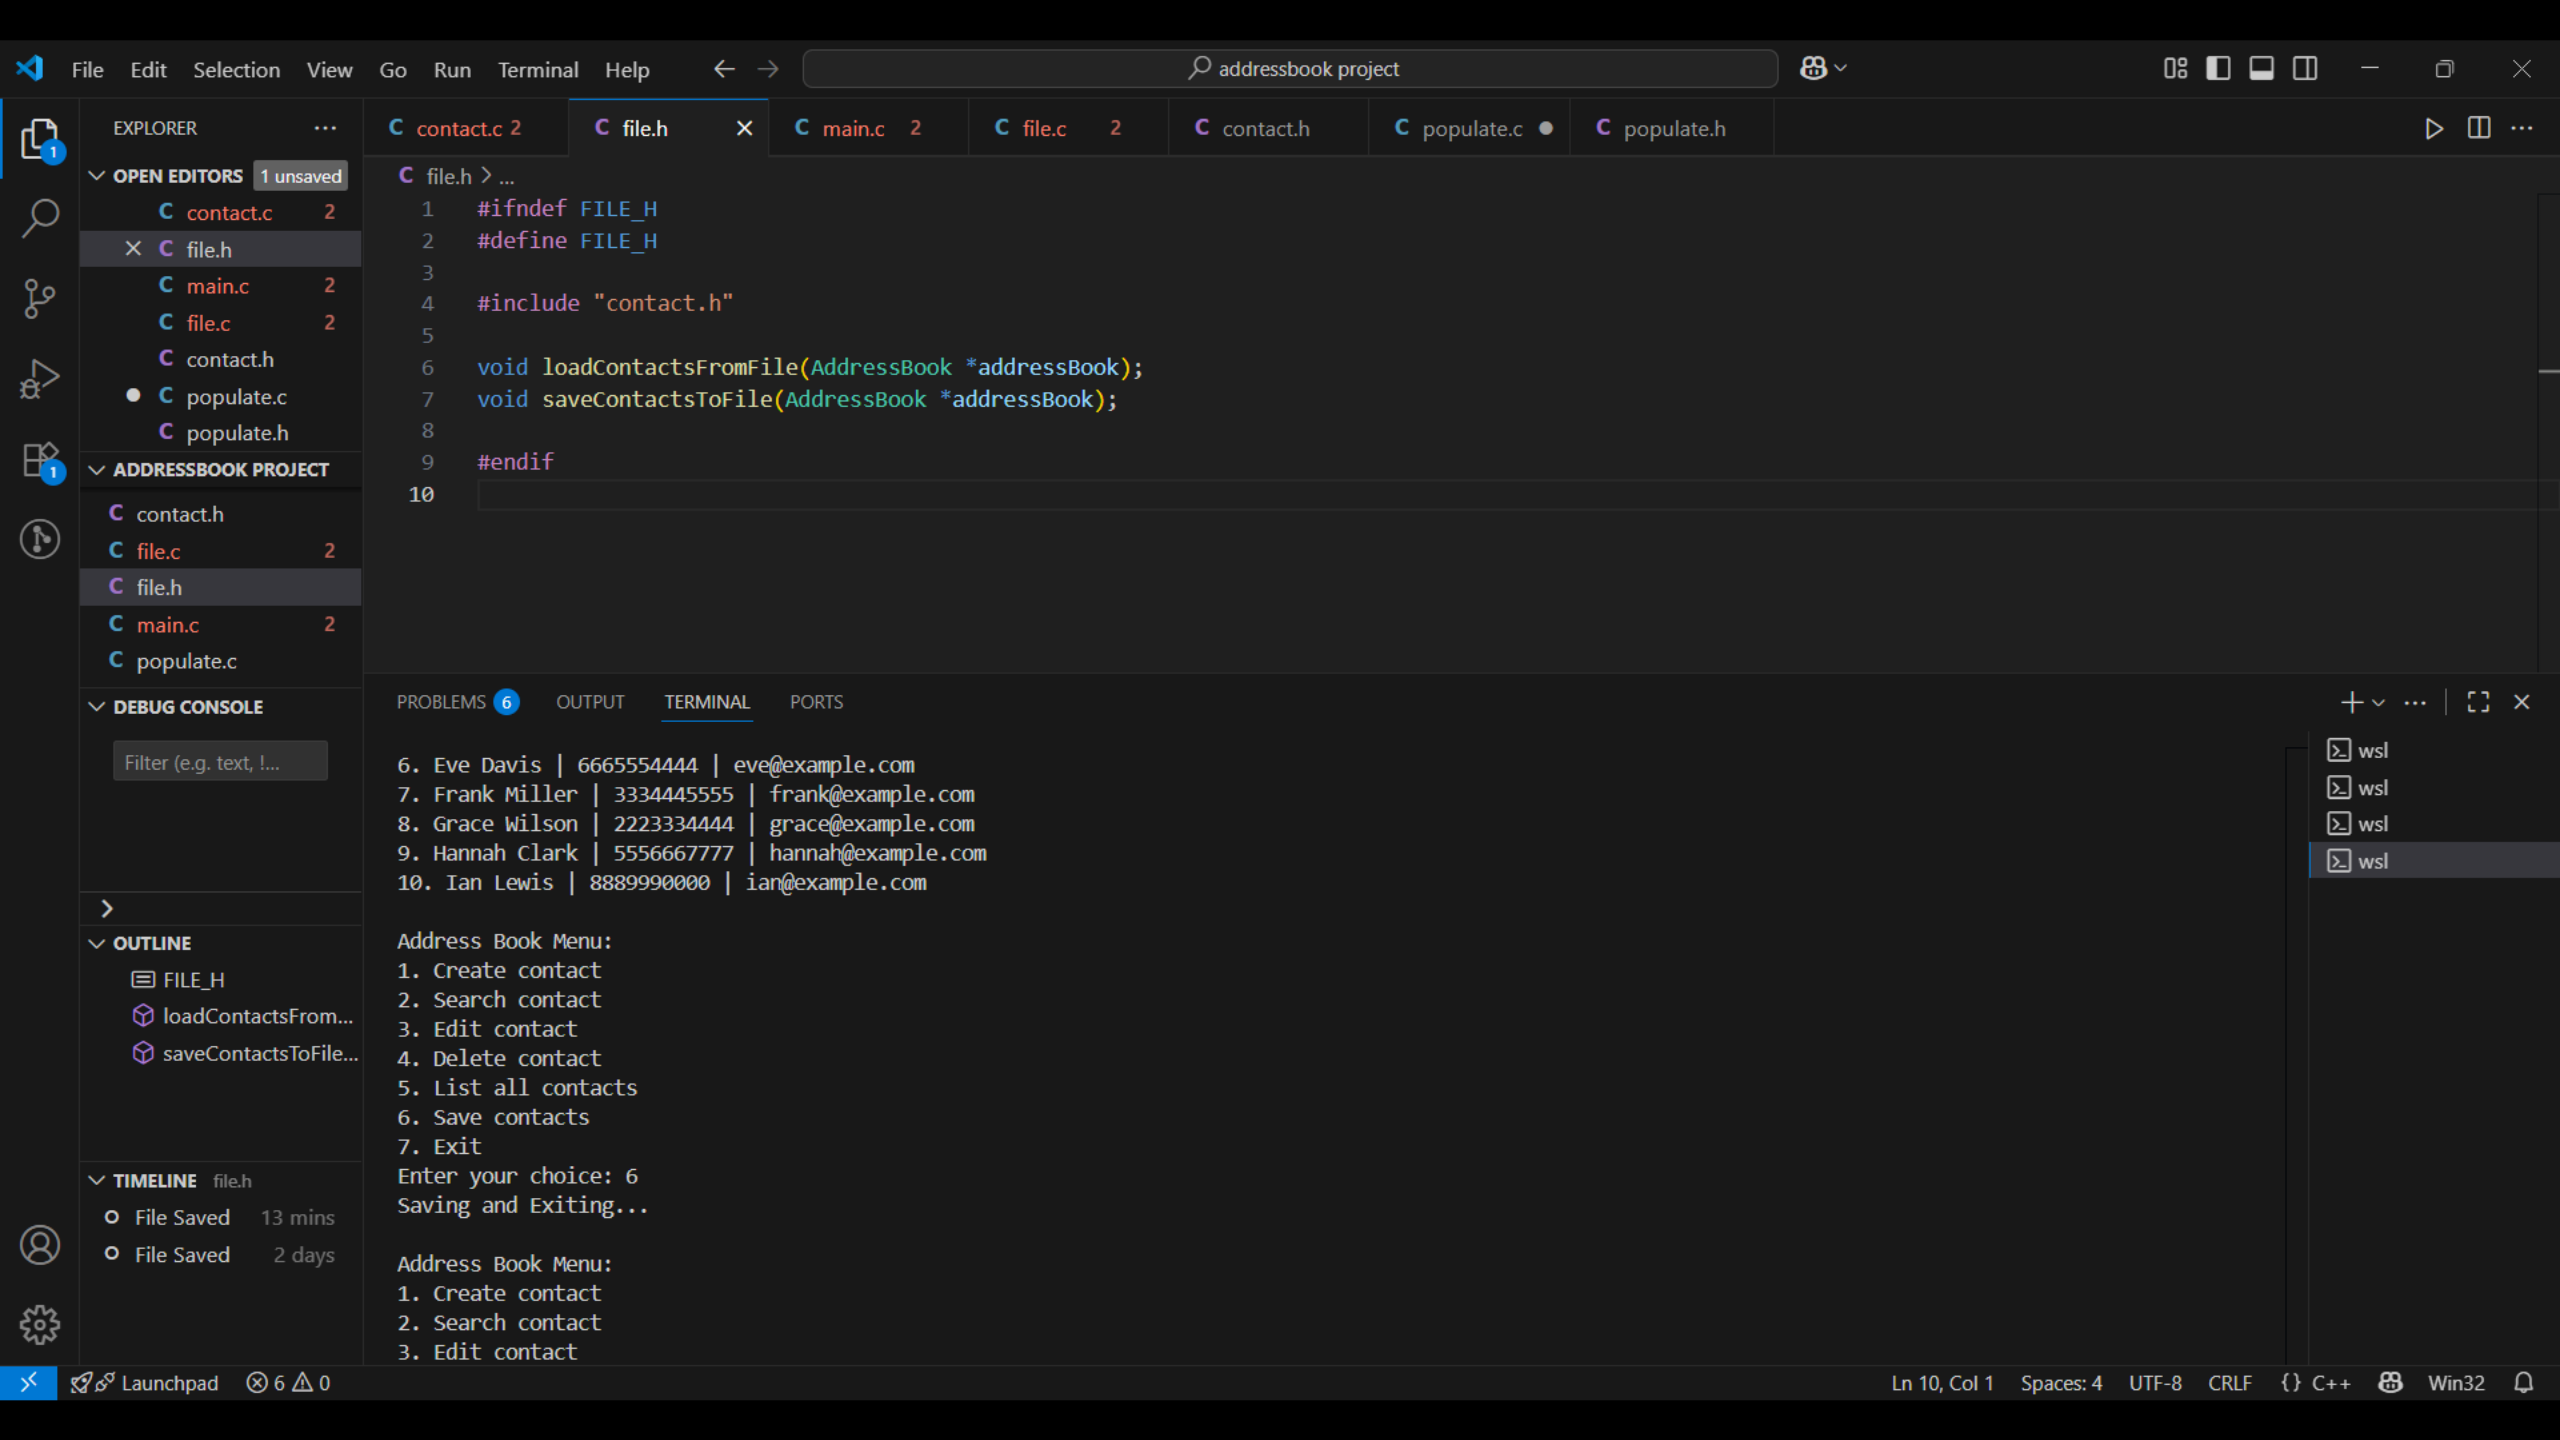 File Edit Selection View Go Run Terminal Help addressbook project
EXPLORER
OPEN EDITORS 1 unsaved
contact.c 2
file.h
main.c 2
file.c 2
contact.h
populate.c
populate.h
ADDRESSBOOK PROJECT
contact.h
file.c 2
file.h
main.c 2
populate.c
DEBUG CONSOLE
Filter (e.g. text, !...
OUTLINE
FILE_H
loadContactsFrom...
saveContactsToFile...
TIMELINE file.h
File Saved 13 mins
File Saved 2 days
C contact.c 2 C file.h C main.c 2 C file.c 2 C contact.h C populate.c C populate.h
C file.h > ...
1 #ifndef FILE_H
2 #define FILE_H
3
4 #include "contact.h"
5
6 void loadContactsFromFile(AddressBook *addressBook);
7 void saveContactsToFile(AddressBook *addressBook);
8
9 #endif
10
PROBLEMS 6 OUTPUT TERMINAL PORTS
6. Eve Davis | 6665554444 | eve@example.com
7. Frank Miller | 3334445555 | frank@example.com
8. Grace Wilson | 2223334444 | grace@example.com
9. Hannah Clark | 5556667777 | hannah@example.com
10. Ian Lewis | 8889990000 | ian@example.com
Address Book Menu:
1. Create contact
2. Search contact
3. Edit contact
4. Delete contact
5. List all contacts
6. Save contacts
7. Exit
Enter your choice: 6
Saving and Exiting...
Address Book Menu:
1. Create contact
2. Search contact
3. Edit contact
wsl
wsl
wsl
wsl
Launchpad 6 0 Ln 10, Col 1 Spaces: 4 UTF-8 CRLF {} C++ Win32